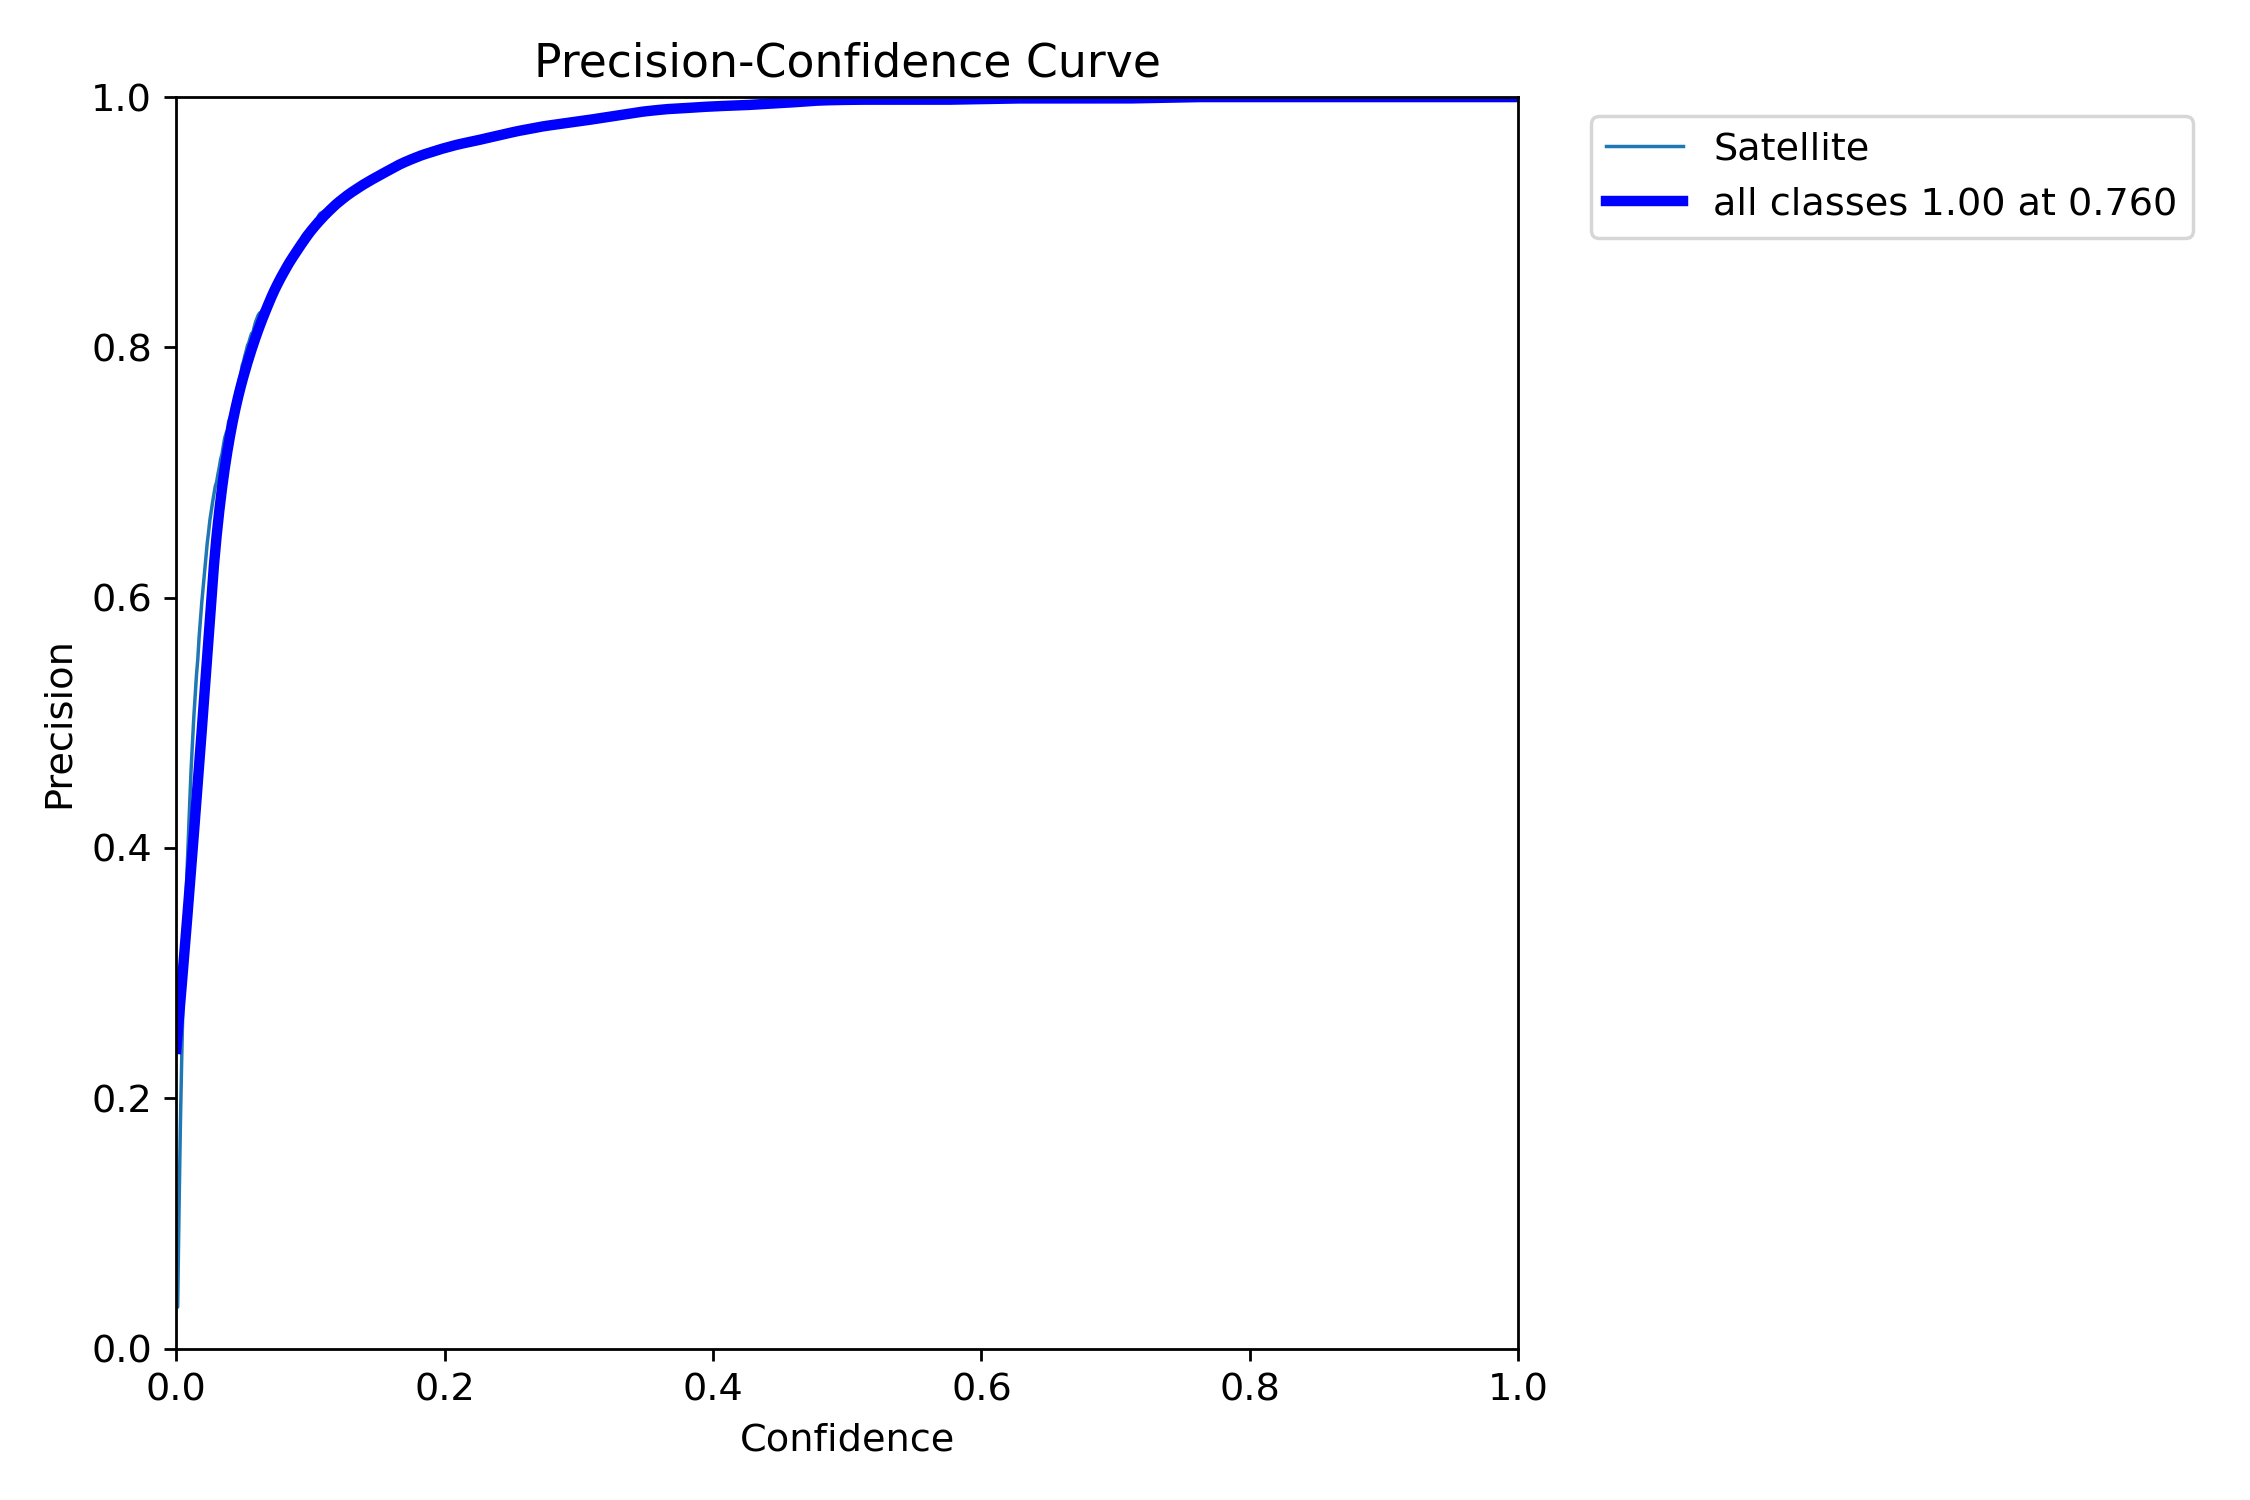 Precision-Confidence Curve
1.0
0.8
0.6
0.4
0.2
0.0
Precision
0.0 0.2 0.4 0.6 0.8 1.0
Confidence
Satellite
all classes 1.00 at 0.760